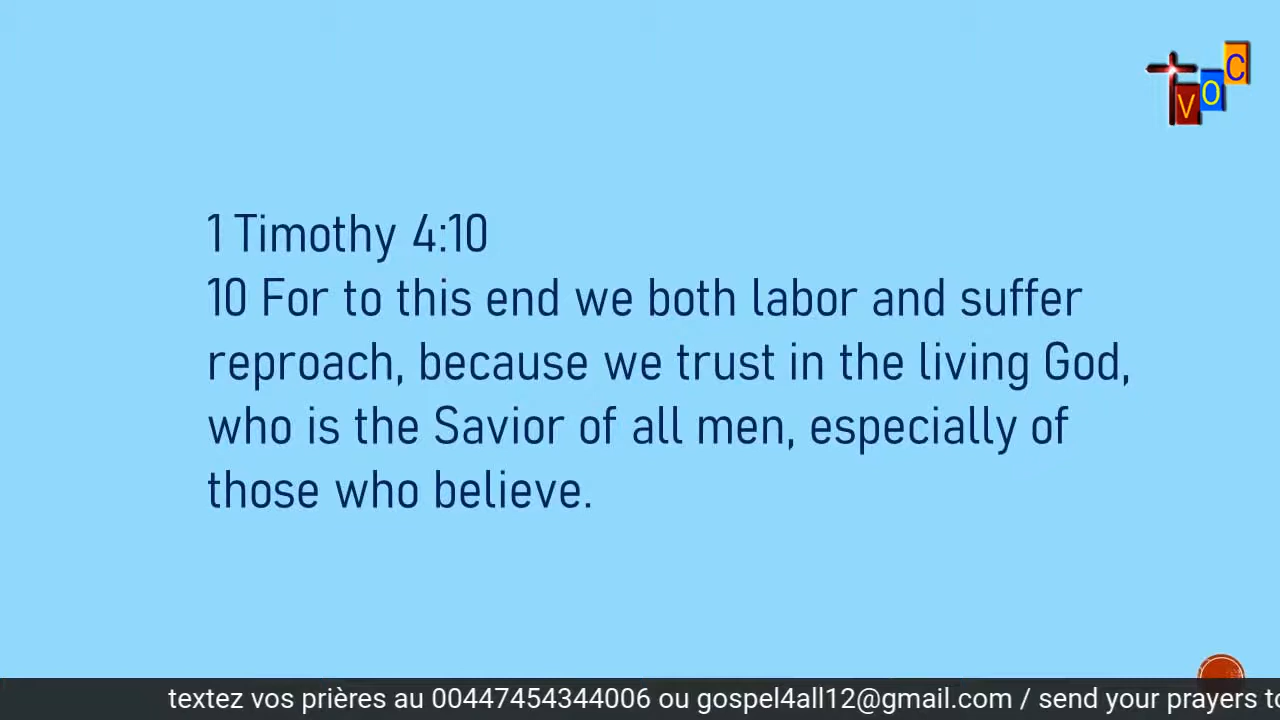 V O C
1 Timothy 4:10
10 For to this end we both labor and suffer
reproach, because we trust in the living God,
who is the Savior of all men, especially of
those who believe.
textez vos prières au 00447454344006 ou gospel4all12@gmail.com / send your prayers to